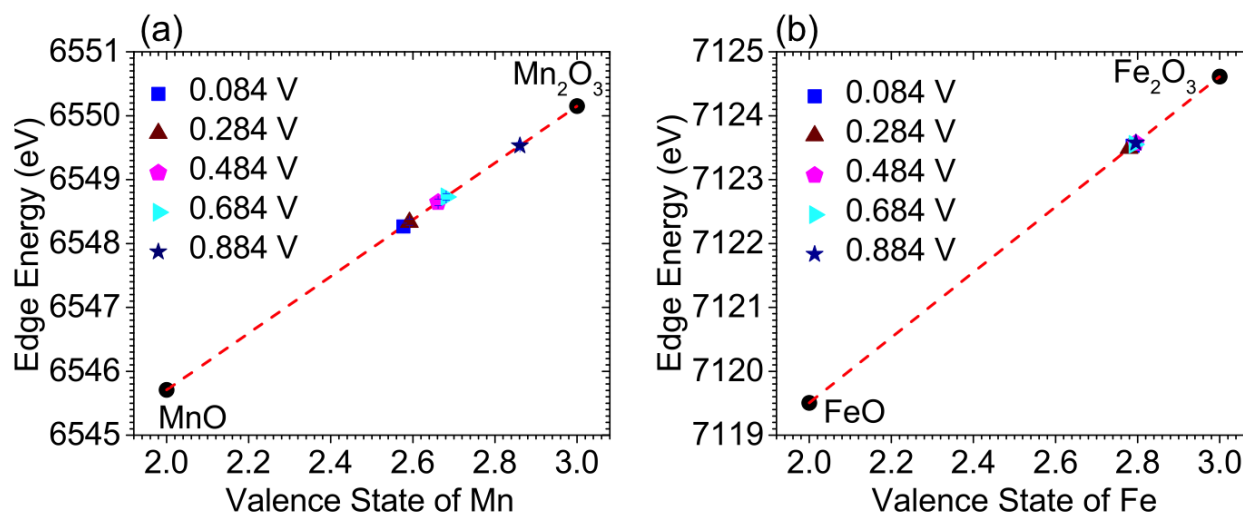 (a)
6551
6550
6549
6548
6547
6546
6545
Edge Energy (eV)
0.084 V
0.284 V
0.484 V
0.684 V
0.884 V
Mn₂O₃
MnO
2.0 2.2 2.4 2.6 2.8 3.0
Valence State of Mn
(b)
7125
7124
7123
7122
7121
7120
7119
Edge Energy (eV)
0.084 V
0.284 V
0.484 V
0.684 V
0.884 V
Fe₂O₃
FeO
2.0 2.2 2.4 2.6 2.8 3.0
Valence State of Fe